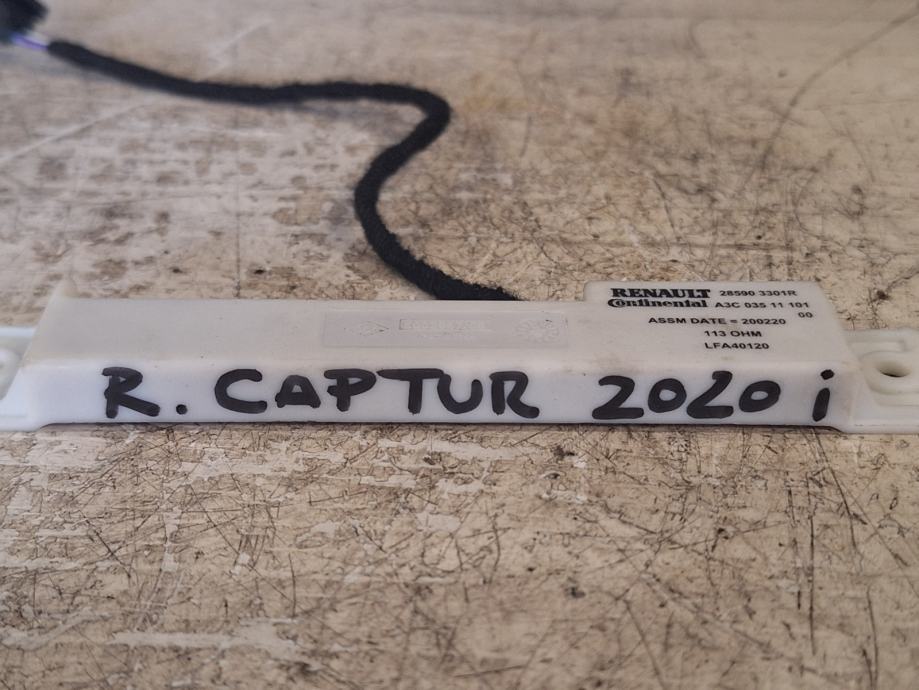 RENAULT 28590 3301R
Continental A3C 035 11 101
00
ASSM DATE = 200220
113 OHM
LFA40120
R. CAPTUR 2020 i